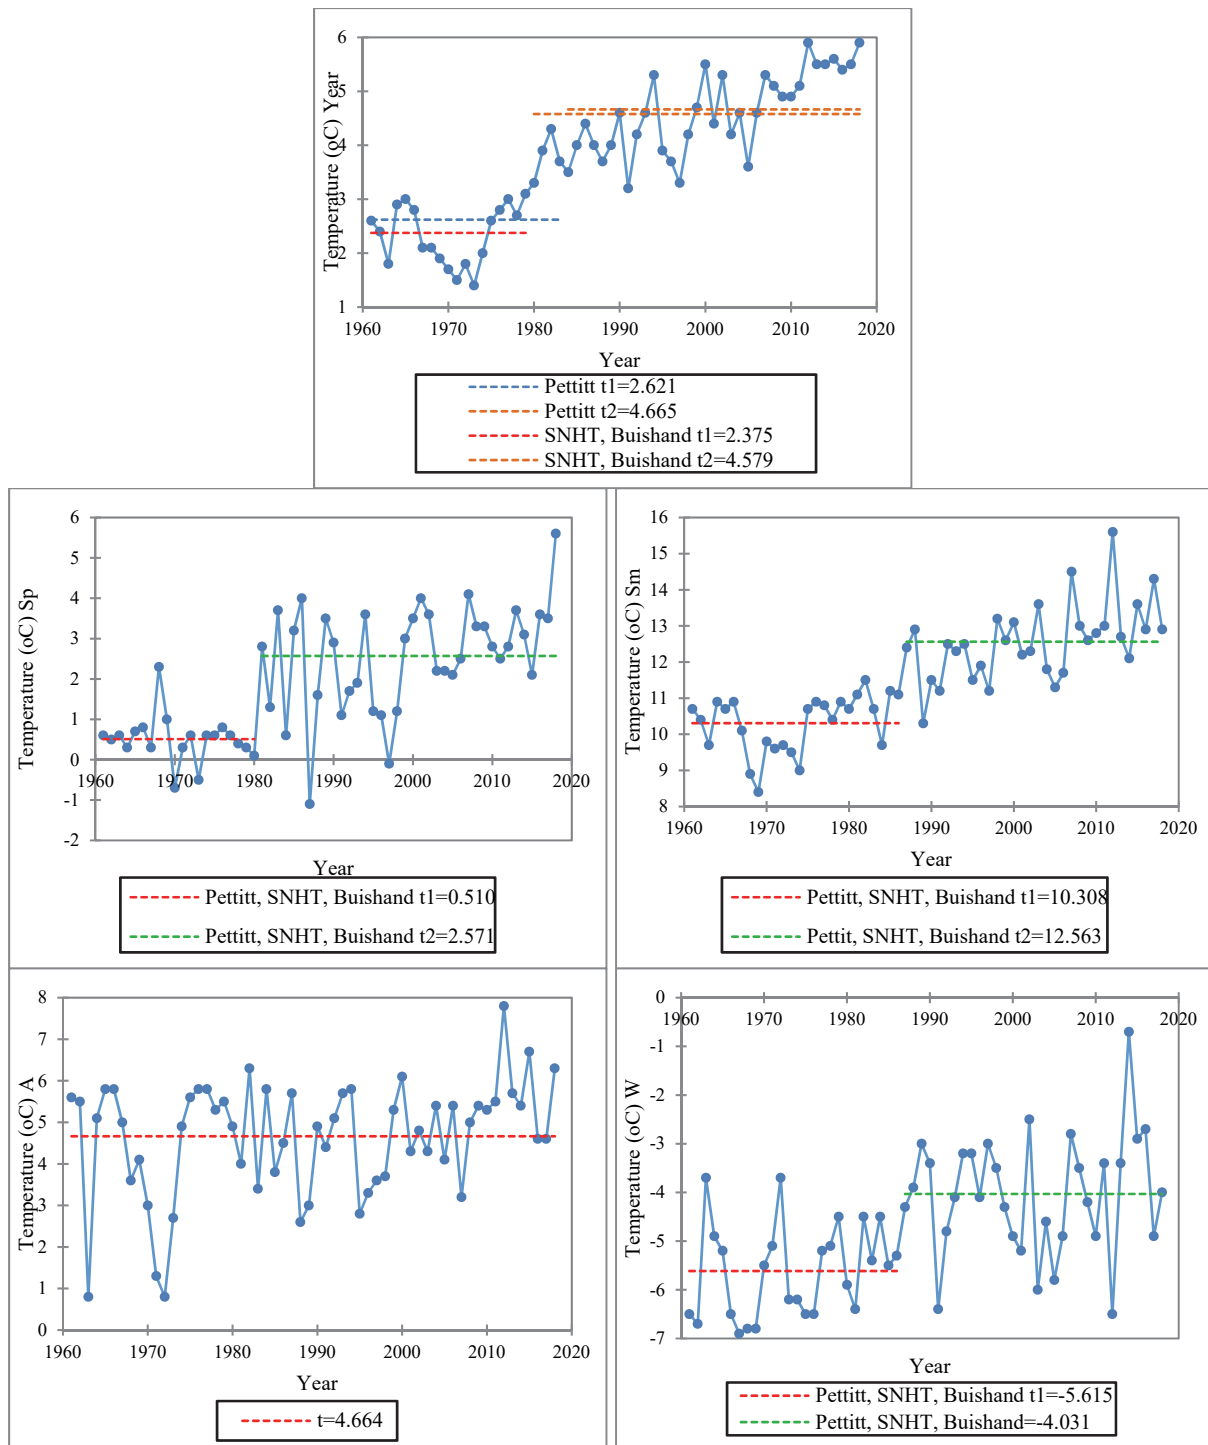 Temperature (oC) Year
6
5
4
3
2
1
1960 1970 1980 1990 2000 2010 2020
Year
Pettitt t1=2.621
Pettitt t2=4.665
SNHT, Buishand t1=2.375
SNHT, Buishand t2=4.579
Temperature (oC) Sp
6
5
4
3
2
1
0
-1
-2
1960 1970 1980 1990 2000 2010 2020
Year
Pettitt, SNHT, Buishand t1=0.510
Pettitt, SNHT, Buishand t2=2.571
Temperature (oC) Sm
16
15
14
13
12
11
10
9
8
1960 1970 1980 1990 2000 2010 2020
Year
Pettitt, SNHT, Buishand t1=10.308
Pettit, SNHT, Buishand t2=12.563
Temperature (oC) A
8
7
6
5
4
3
2
1
0
1960 1970 1980 1990 2000 2010 2020
Year
t=4.664
Temperature (oC) W
0
-1
-2
-3
-4
-5
-6
-7
1960 1970 1980 1990 2000 2010 2020
Year
Pettitt, SNHT, Buishand t1=-5.615
Pettitt, SNHT, Buishand=-4.031